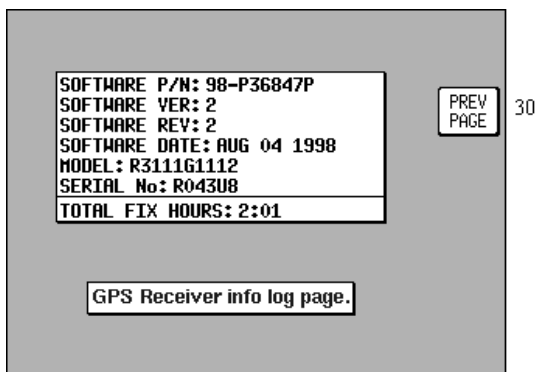 SOFTWARE P/N: 98-P36847P
SOFTWARE VER: 2
SOFTWARE REV: 2
SOFTWARE DATE: AUG 04 1998
MODEL: R3111G1112
SERIAL No: R043U8
TOTAL FIX HOURS: 2:01
PREV
PAGE
30
GPS Receiver info log page.